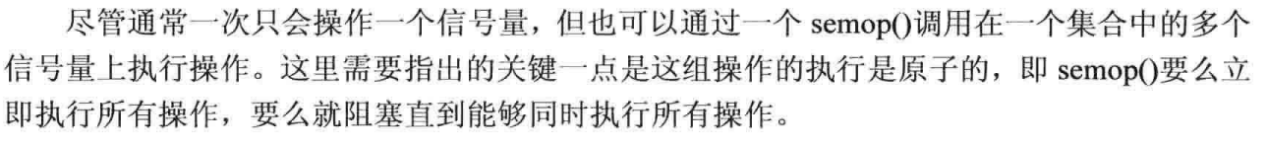 尽管通常一次只会操作一个信号量，但也可以通过一个 semop()调用在一个集合中的多个
信号量上执行操作。这里需要指出的关键一点是这组操作的执行是原子的，即 semop()要么立
即执行所有操作，要么就阻塞直到能够同时执行所有操作。